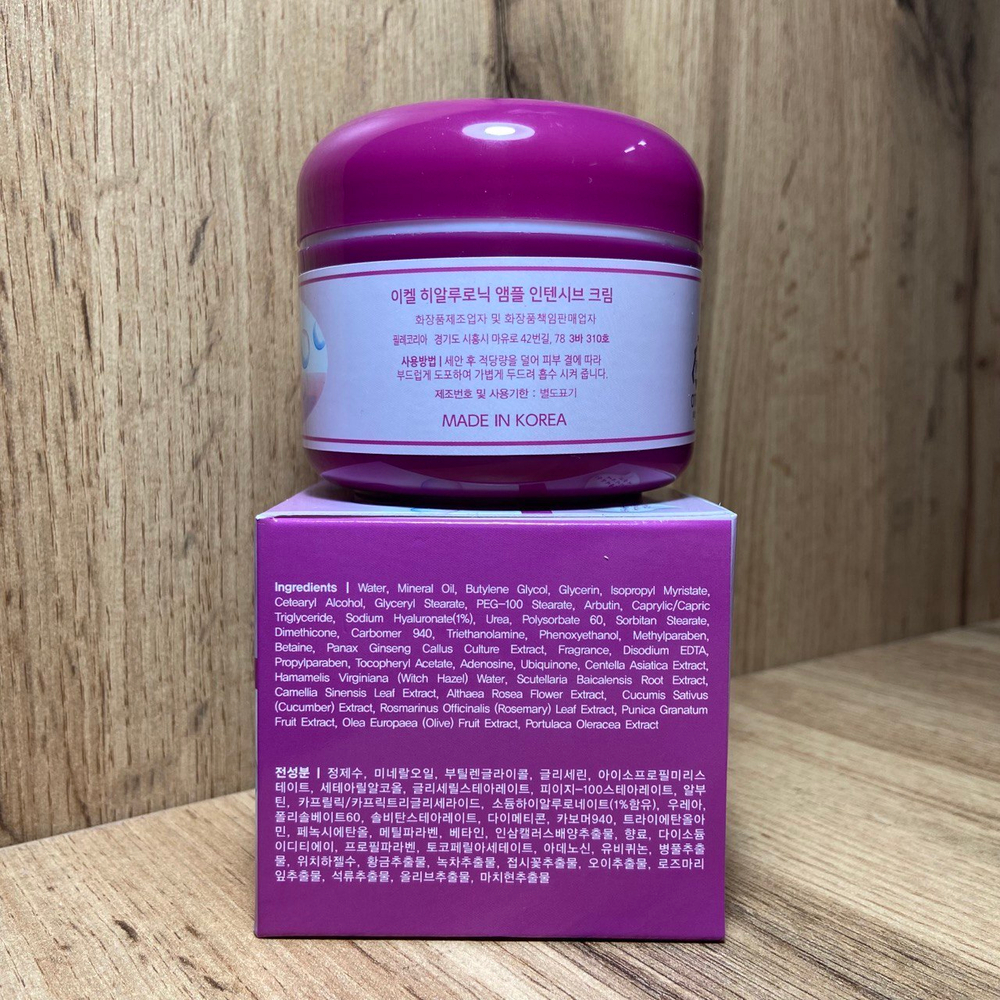 이켈 히알루로닉 앰플 인텐시브 크림
화장품제조업자 및 화장품책임판매업자
필레코리아 경기도 시흥시 마유로 42번길, 78 3바 310호
사용방법 | 세안 후 적당량을 덜어 피부 결에 따라
부드럽게 도포하여 가볍게 두드려 흡수 시켜 줍니다.
제조번호 및 사용기한 : 별도표기
MADE IN KOREA
Ingredients | Water, Mineral Oil, Butylene Glycol, Glycerin, Isopropyl Myristate,
Cetearyl Alcohol, Glyceryl Stearate, PEG-100 Stearate, Arbutin, Caprylic/Capric
Triglyceride, Sodium Hyaluronate(1%), Urea, Polysorbate 60, Sorbitan Stearate,
Dimethicone, Carbomer 940, Triethanolamine, Phenoxyethanol, Methylparaben,
Betaine, Panax Ginseng Callus Culture Extract, Fragrance, Disodium EDTA,
Propylparaben, Tocopheryl Acetate, Adenosine, Ubiquinone, Centella Asiatica Extract,
Hamamelis Virginiana (Witch Hazel) Water, Scutellaria Baicalensis Root Extract,
Camellia Sinensis Leaf Extract, Althaea Rosea Flower Extract, Cucumis Sativus
(Cucumber) Extract, Rosmarinus Officinalis (Rosemary) Leaf Extract, Punica Granatum
Fruit Extract, Olea Europaea (Olive) Fruit Extract, Portulaca Oleracea Extract
전성분 | 정제수, 미네랄오일, 부틸렌글라이콜, 글리세린, 아이소프로필미리스
테이트, 세테아릴알코올, 글리세릴스테아레이트, 피이지-100스테아레이트, 알부
틴, 카프릴릭/카프릭트리글리세라이드, 소듐하이알루로네이트(1%함유), 우레아,
폴리솔베이트60, 솔비탄스테아레이트, 다이메티콘, 카보머940, 트라이에탄올아
민, 페녹시에탄올, 메틸파라벤, 베타인, 인삼캘러스배양추출물, 향료, 다이소듐
이디티에이, 프로필파라벤, 토코페릴아세테이트, 아데노신, 유비퀴논, 병풀추출
물, 위치하젤수, 황금추출물, 녹차추출물, 접시꽃추출물, 오이추출물, 로즈마리
잎추출물, 석류추출물, 올리브추출물, 마치현추출물